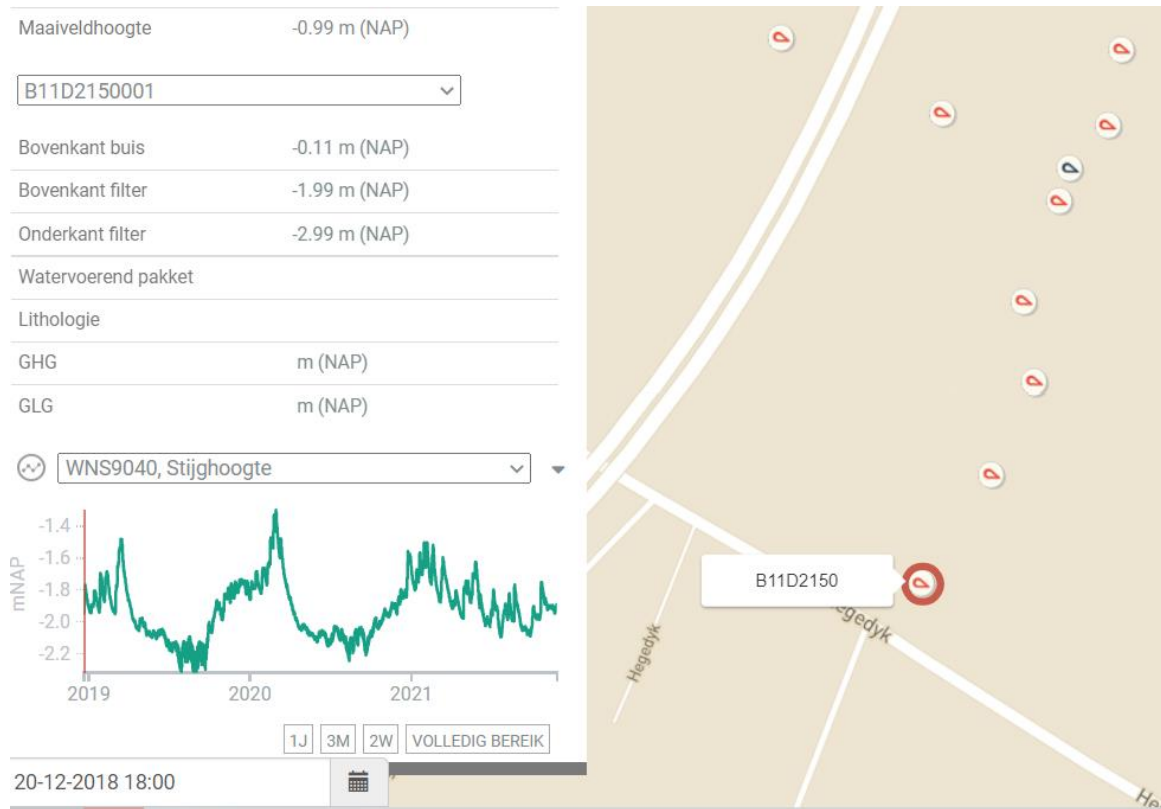 Maaiveldhoogte -0.99 m (NAP)
B11D2150001
Bovenkant buis -0.11 m (NAP)
Bovenkant filter -1.99 m (NAP)
Onderkant filter -2.99 m (NAP)
Watervoerend pakket
Lithologie
GHG m (NAP)
GLG m (NAP)
WNS9040, Stijghoogte
mNAP
-1.4
-1.6
-1.8
-2.0
-2.2
2019 2020 2021
1J 3M 2W VOLLEDIG BEREIK
20-12-2018 18:00
B11D2150
Hegedyk
Hegedyk
He